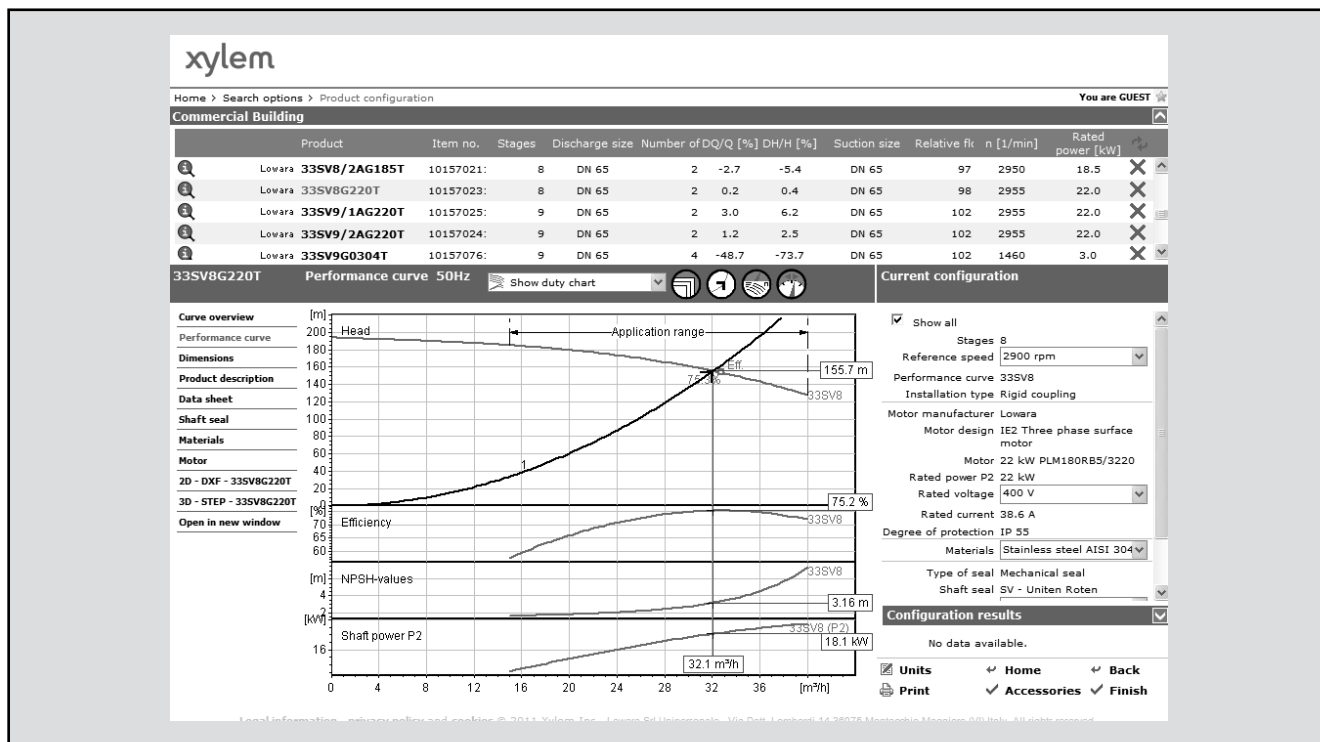 xylem
Home > Search options > Product configuration You are GUEST
Commercial Building
Product Item no. Stages Discharge size Number of DQ/Q [%] DH/H [%] Suction size Relative flc n [1/min] Rated power [kW]
Lowara 33SV8/2AG185T 10157021: 8 DN 65 2 -2.7 -5.4 DN 65 97 2950 18.5
Lowara 33SV8G220T 10157023: 8 DN 65 2 0.2 0.4 DN 65 98 2955 22.0
Lowara 33SV9/1AG220T 10157025: 9 DN 65 2 3.0 6.2 DN 65 102 2955 22.0
Lowara 33SV9/2AG220T 10157024: 9 DN 65 2 1.2 2.5 DN 65 102 2955 22.0
Lowara 33SV9G0304T 10157076: 9 DN 65 4 -48.7 -73.7 DN 65 102 1460 3.0
33SV8G220T Performance curve 50Hz Show duty chart Current configuration
Curve overview
Performance curve
Dimensions
Product description
Data sheet
Shaft seal
Materials
Motor
2D - DXF - 33SV8G220T
3D - STEP - 33SV8G220T
Open in new window
[m]
200
180
160
140
120
100
80
60
40
20
Head
Application range
Eff.
155.7 m
33SV8
1
75.2 %
[%]
70
65
60
Efficiency
33SV8
[m]
4
2
NPSH-values
33SV8
3.16 m
[kW]
16
Shaft power P2
33SV8 (P2)
18.1 kW
32.1 m³/h
0 4 8 12 16 20 24 28 32 36 [m³/h]
Show all
Stages 8
Reference speed 2900 rpm
Performance curve 33SV8
Installation type Rigid coupling
Motor manufacturer Lowara
Motor design IE2 Three phase surface
motor
Motor 22 kW PLM180RB5/3220
Rated power P2 22 kW
Rated voltage 400 V
Rated current 38.6 A
Degree of protection IP 55
Materials Stainless steel AISI 304
Type of seal Mechanical seal
Shaft seal SV - Uniten Roten
Configuration results
No data available.
Units Home Back
Print Accessories Finish